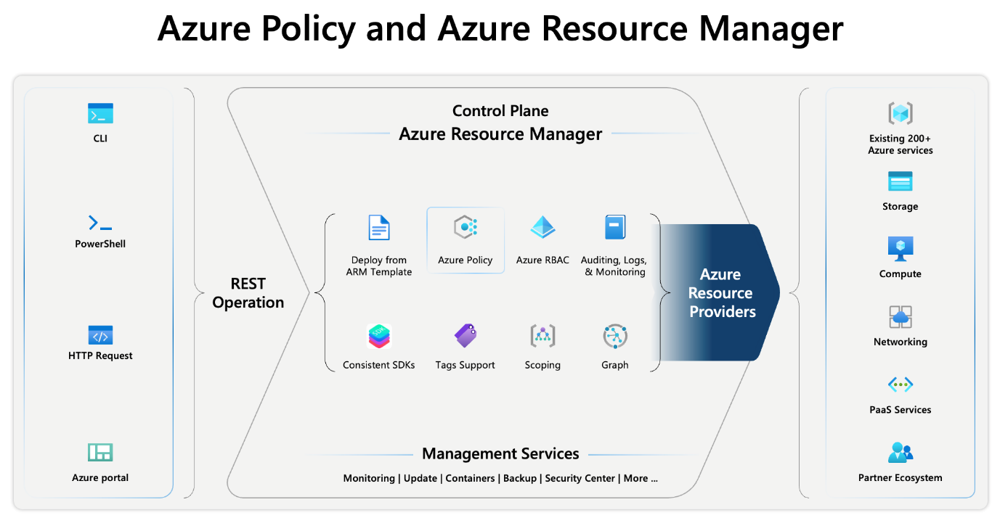 Azure Policy and Azure Resource Manager
CLI
PowerShell
HTTP Request
Azure portal
REST
Operation
Control Plane
Azure Resource Manager
Deploy from
ARM Template
Azure Policy
Azure RBAC
Auditing, Logs,
& Monitoring
SDK
Consistent SDKs
Tags Support
Scoping
Graph
Management Services
Monitoring | Update | Containers | Backup | Security Center | More ...
Azure
Resource
Providers
Existing 200+
Azure services
Storage
Compute
Networking
PaaS Services
Partner Ecosystem